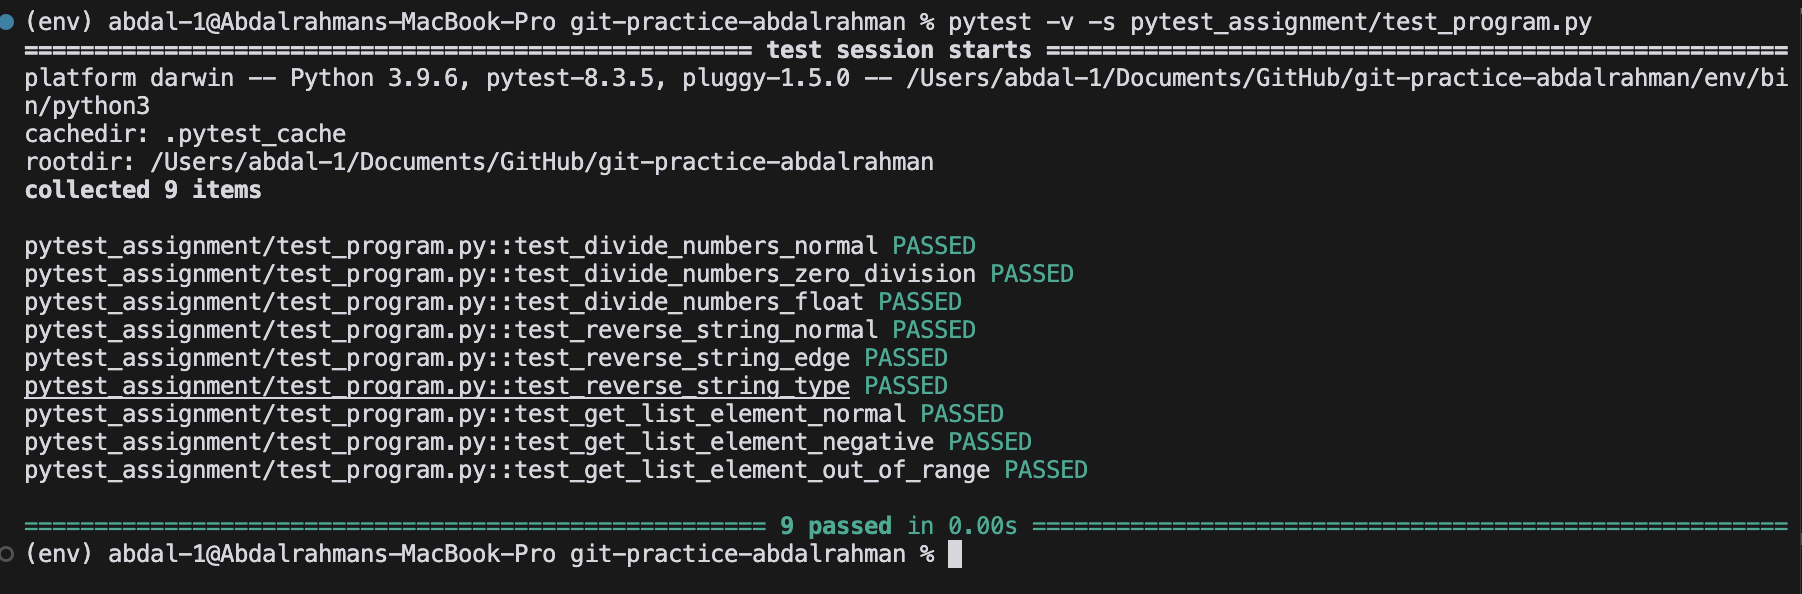 (env) abdal-1@Abdalrahmans-MacBook-Pro git-practice-abdalrahman % pytest -v -s pytest_assignment/test_program.py
==================================================== test session starts =====================================================
platform darwin -- Python 3.9.6, pytest-8.3.5, pluggy-1.5.0 -- /Users/abdal-1/Documents/GitHub/git-practice-abdalrahman/env/bi
n/python3
cachedir: .pytest_cache
rootdir: /Users/abdal-1/Documents/GitHub/git-practice-abdalrahman
collected 9 items
pytest_assignment/test_program.py::test_divide_numbers_normal PASSED
pytest_assignment/test_program.py::test_divide_numbers_zero_division PASSED
pytest_assignment/test_program.py::test_divide_numbers_float PASSED
pytest_assignment/test_program.py::test_reverse_string_normal PASSED
pytest_assignment/test_program.py::test_reverse_string_edge PASSED
pytest_assignment/test_program.py::test_reverse_string_type PASSED
pytest_assignment/test_program.py::test_get_list_element_normal PASSED
pytest_assignment/test_program.py::test_get_list_element_negative PASSED
pytest_assignment/test_program.py::test_get_list_element_out_of_range PASSED
===================================================== 9 passed in 0.00s ======================================================
(env) abdal-1@Abdalrahmans-MacBook-Pro git-practice-abdalrahman %